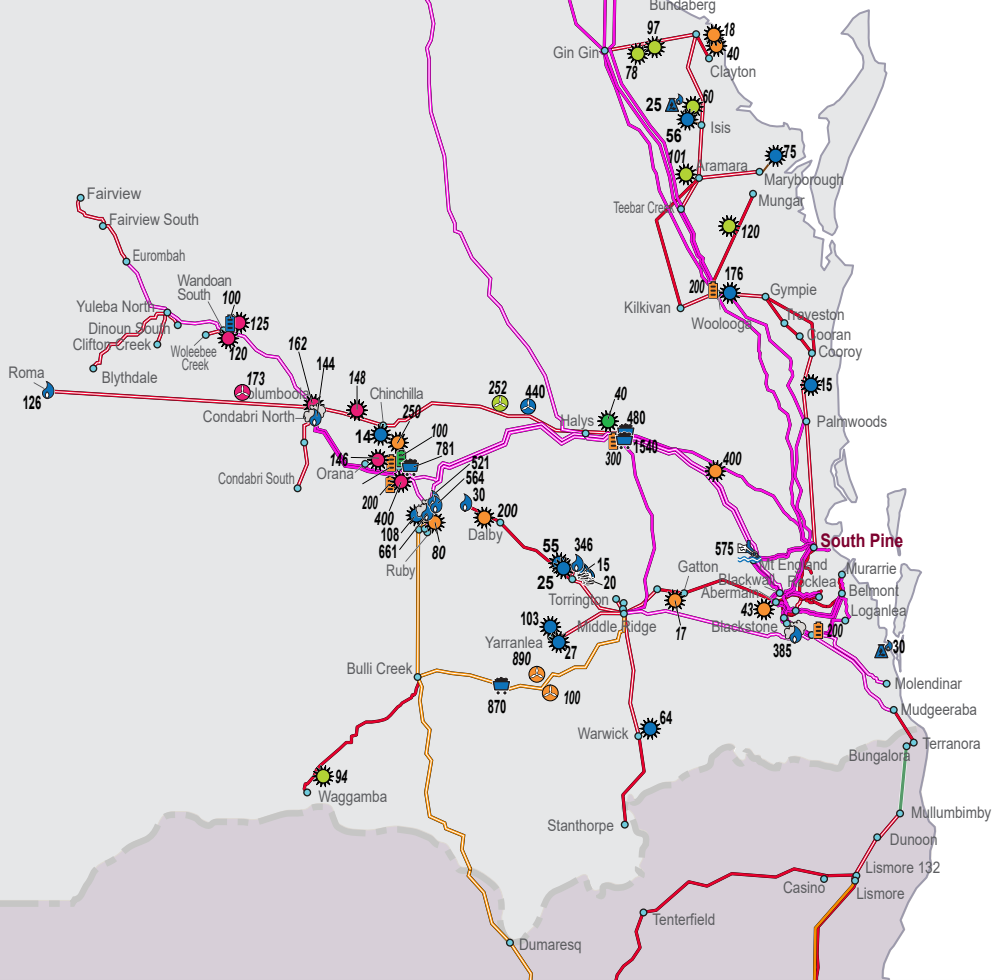 Bundaberg
97
18
Gin Gin
40
78
Clayton
25
60
56
Isis
101
75
Aramara
Maryborough
Fairview
Mungar
Teebar Creek
Fairview South
120
Eurombah
176
Wandoan
South
200
Gympie
100
Yuleba North
Kilkivan
Woolooga
Traveston
125
Dinoun South
Cooran
Clifton Creek
Woleebee
Creek
120
162
Cooroy
144
Roma
Blythdale
173
148
Chinchilla
252
440
15
126
Columboola
40
Condabri North
250
Halys
480
Palmwoods
14
100
1540
781
146
300
400
Orana
521
Condabri South
564
200
30
400
200
108
Dalby
South Pine
661
80
55
346
575
Ruby
15
Mt England
Murarrie
25
20
Gatton
Blackwall
Rocklea
Abermain
Belmont
Torrington
43
Loganlea
103
Middle Ridge
17
Blackstone
200
Yarranlea
27
385
30
Bulli Creek
890
100
Molendinar
870
64
Mudgeeraba
Warwick
Terranora
Bungalora
94
Waggamba
Mullumbimby
Stanthorpe
Dunoon
Lismore 132
Casino
Lismore
Tenterfield
Dumaresq